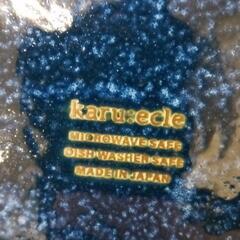 karu:ecle
MICROWAVE SAFE
DISH WASHER SAFE
MADE IN JAPAN